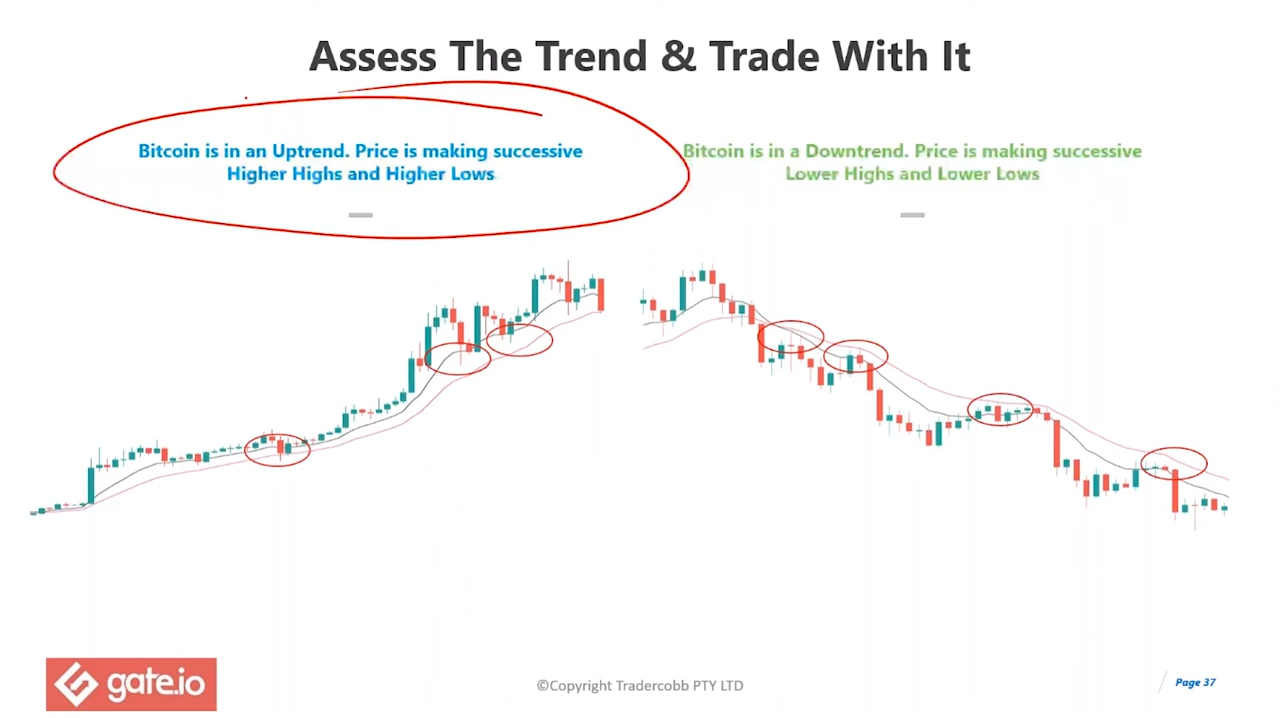 Assess The Trend & Trade With It
Bitcoin is in an Uptrend. Price is making successive
Higher Highs and Higher Lows
Bitcoin is in a Downtrend. Price is making successive
Lower Highs and Lower Lows
gate.io
©Copyright Tradercobb PTY LTD
Page 37